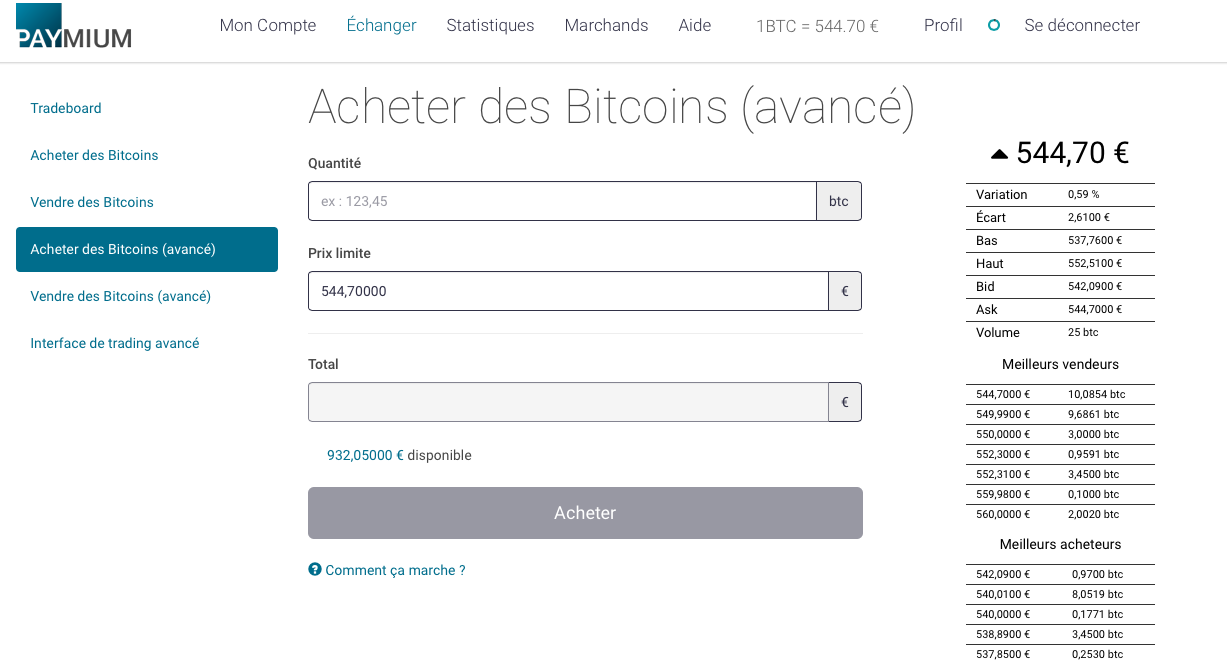 PAYMIUM
Mon Compte Échanger Statistiques Marchands Aide 1BTC = 544.70 € Profil Se déconnecter
Tradeboard
Acheter des Bitcoins
Vendre des Bitcoins
Acheter des Bitcoins (avancé)
Vendre des Bitcoins (avancé)
Interface de trading avancé
Acheter des Bitcoins (avancé)
Quantité
ex : 123,45 btc
Prix limite
544,70000 €
Total
€
932,05000 € disponible
Acheter
? Comment ça marche ?
544,70 €
Variation 0,59 %
Écart 2,6100 €
Bas 537,7600 €
Haut 552,5100 €
Bid 542,0900 €
Ask 544,7000 €
Volume 25 btc
Meilleurs vendeurs
544,7000 € 10,0854 btc
549,9900 € 9,6861 btc
550,0000 € 3,0000 btc
552,3000 € 0,9591 btc
552,3100 € 3,4500 btc
559,9800 € 0,1000 btc
560,0000 € 2,0020 btc
Meilleurs acheteurs
542,0900 € 0,9700 btc
540,0100 € 8,0519 btc
540,0000 € 0,1771 btc
538,8900 € 3,4500 btc
537,8500 € 0,2530 btc